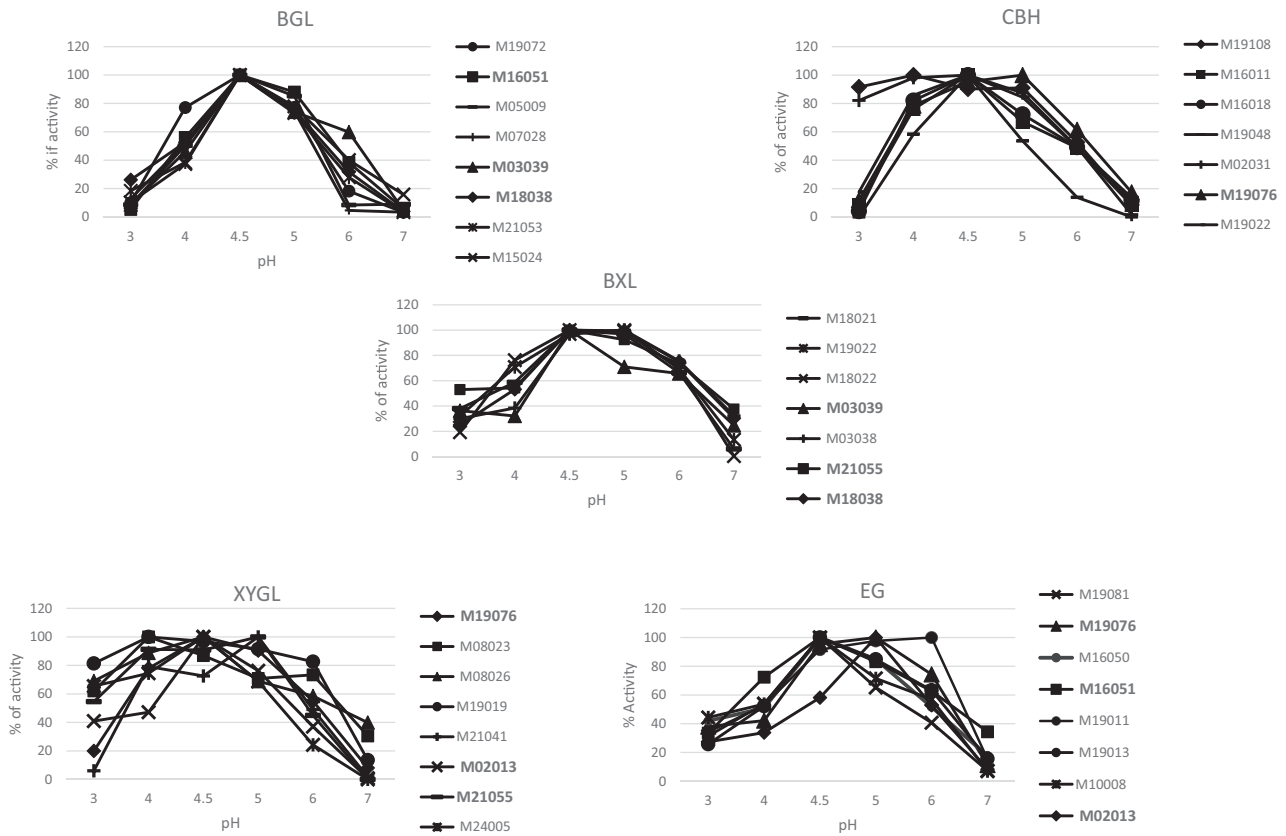 BGL
% if activity
120
100
80
60
40
20
0
3 4 4.5 5 6 7
pH
M19072
M16051
M05009
M07028
M03039
M18038
M21053
M15024
CBH
% of activity
120
100
80
60
40
20
0
3 4 4.5 5 6 7
M19108
M16011
M16018
M19048
M02031
M19076
M19022
BXL
% of activity
120
100
80
60
40
20
0
3 4 4.5 5 6 7
pH
M18021
M19022
M18022
M03039
M03038
M21055
M18038
XYGL
% of activity
120
100
80
60
40
20
0
3 4 4.5 5 6 7
pH
M19076
M08023
M08026
M19019
M21041
M02013
M21055
M24005
EG
% Activity
120
100
80
60
40
20
0
3 4 4.5 5 6 7
pH
M19081
M19076
M16050
M16051
M19011
M19013
M10008
M02013